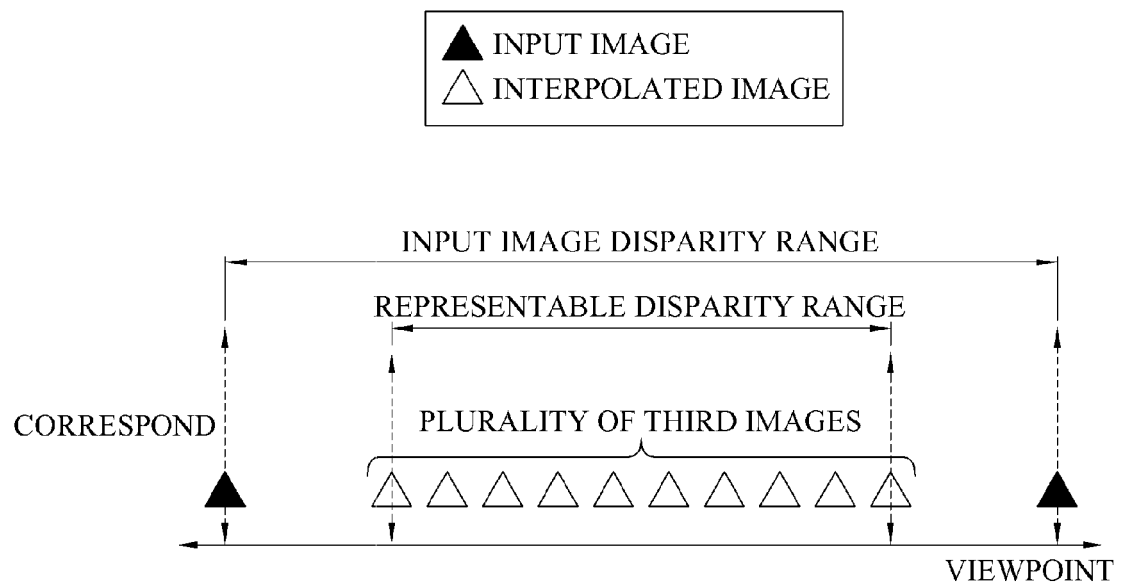 INPUT IMAGE
INTERPOLATED IMAGE
INPUT IMAGE DISPARITY RANGE
REPRESENTABLE DISPARITY RANGE
CORRESPOND
PLURALITY OF THIRD IMAGES
VIEWPOINT